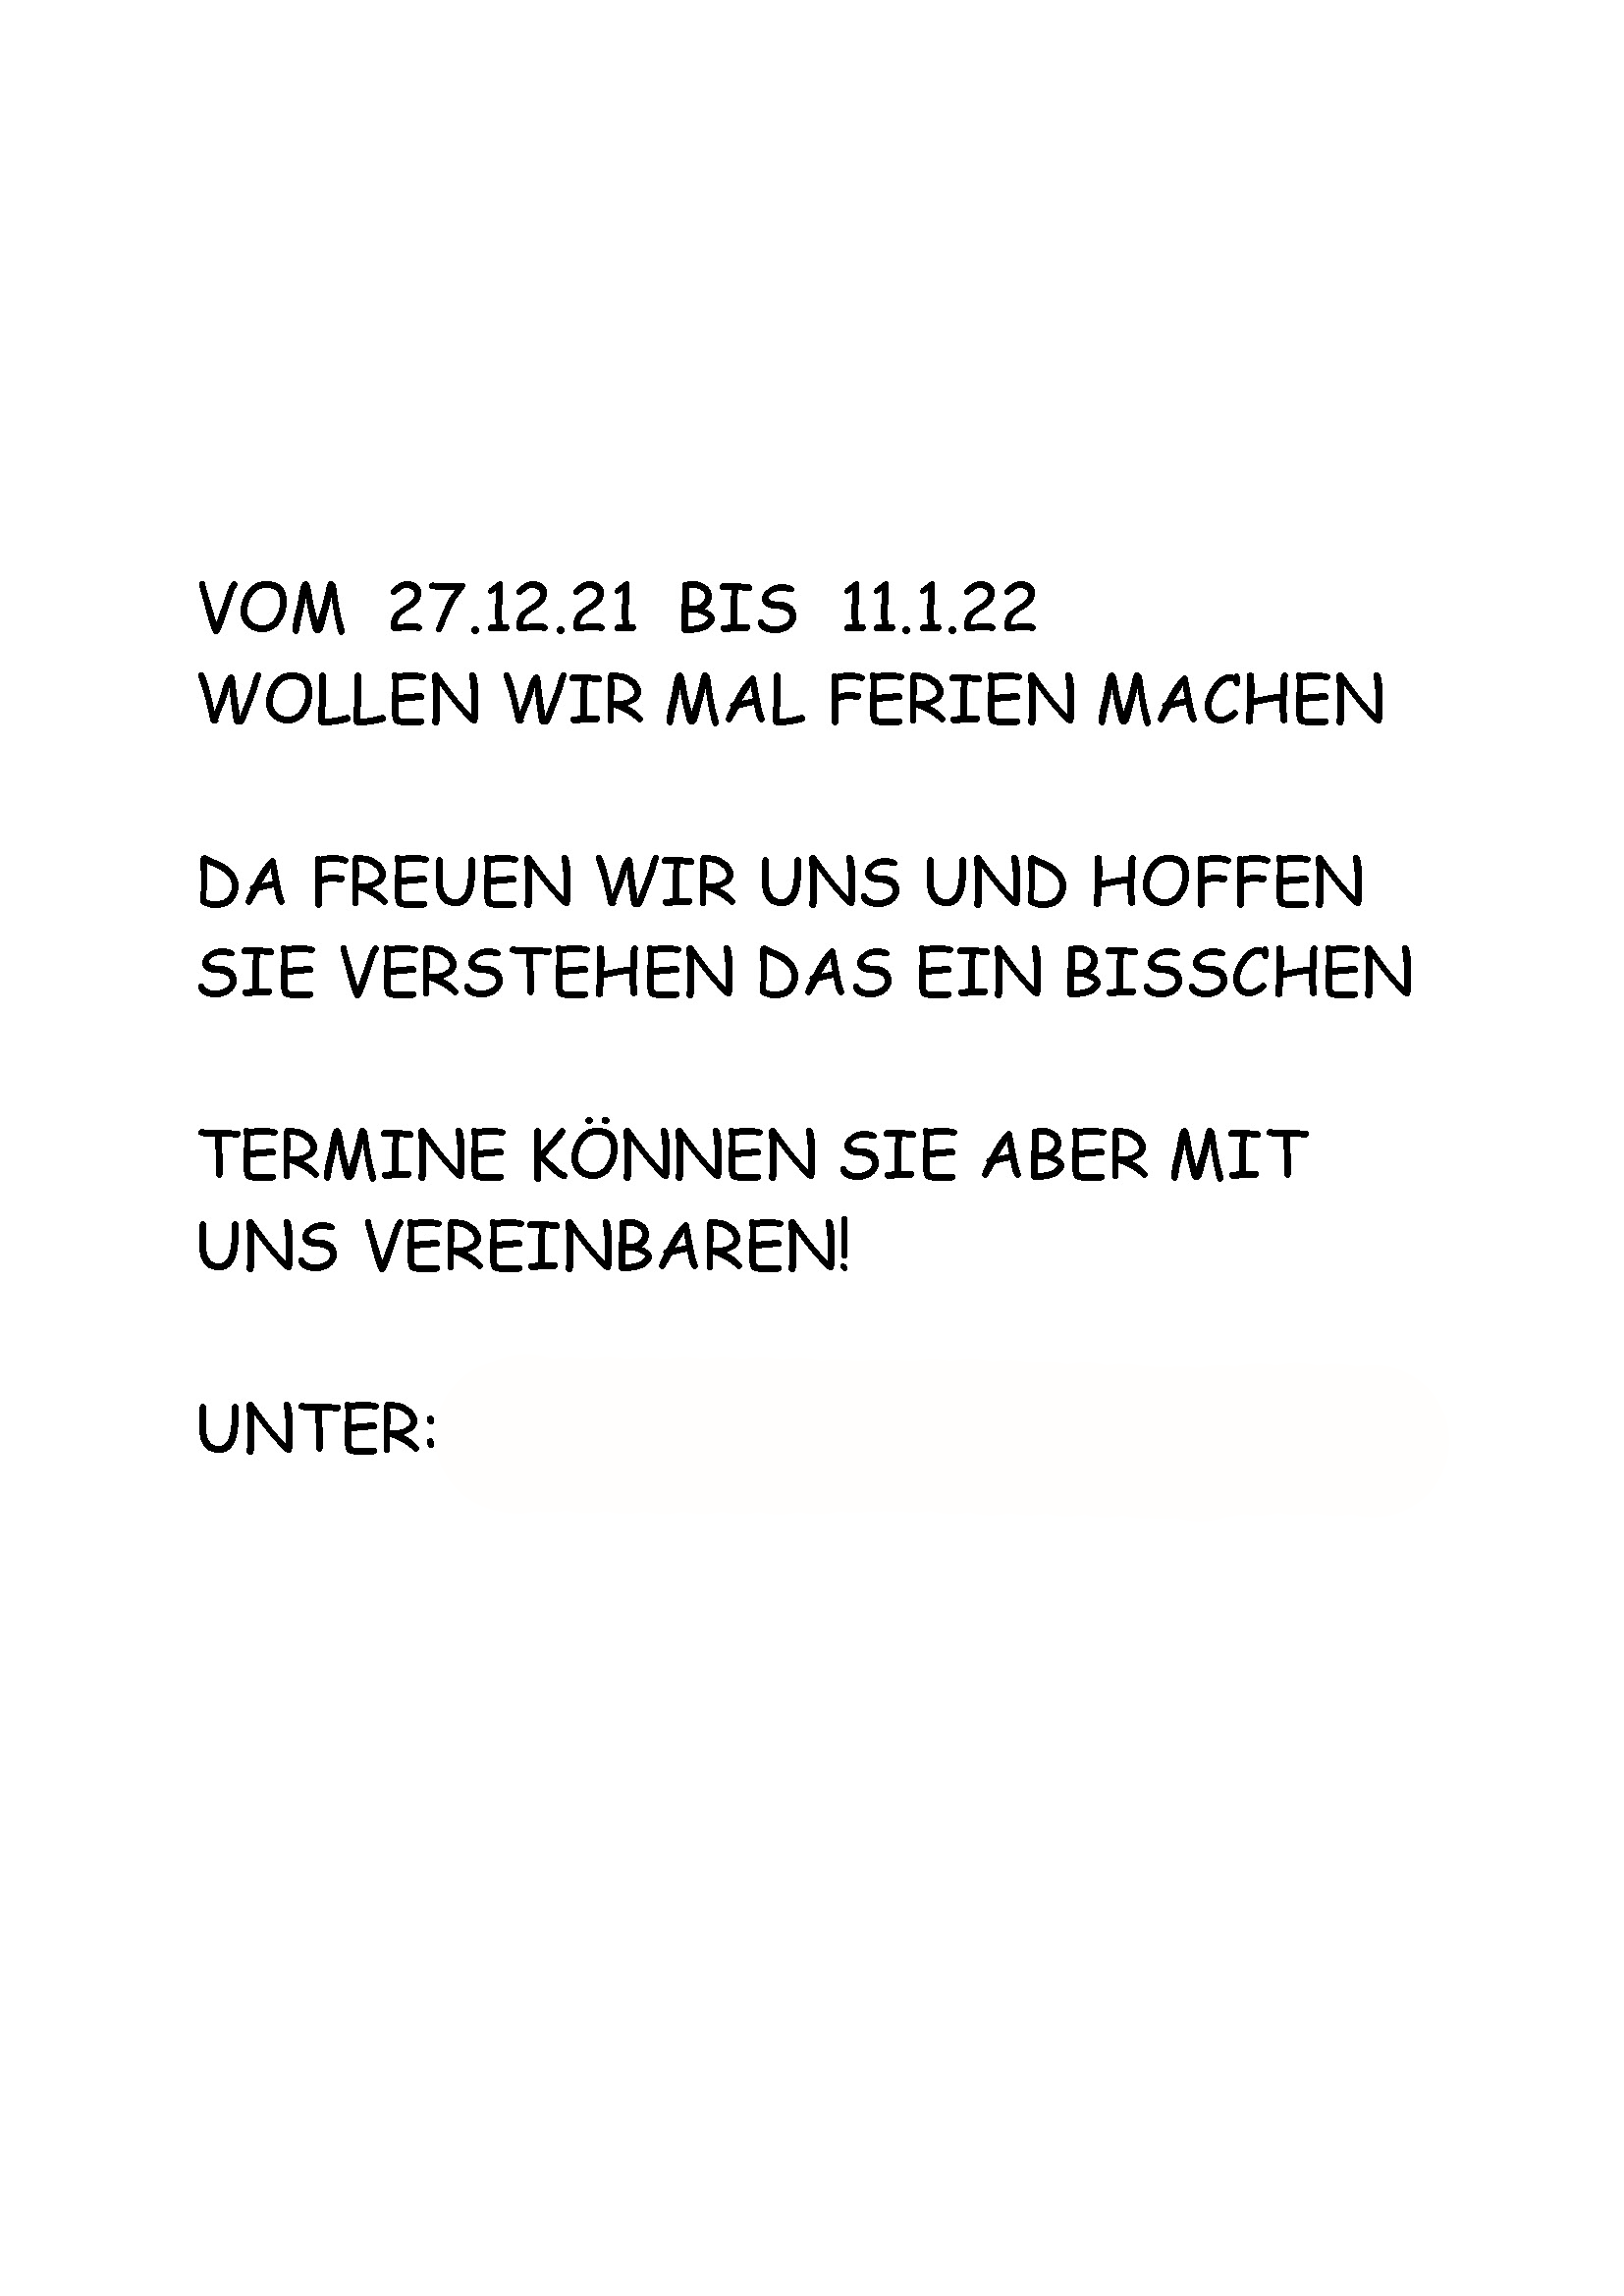 VOM 27.12.21 BIS 11.1.22
WOLLEN WIR MAL FERIEN MACHEN
DA FREUEN WIR UNS UND HOFFEN
SIE VERSTEHEN DAS EIN BISSCHEN
TERMINE KÖNNEN SIE ABER MIT
UNS VEREINBAREN!
UNTER: